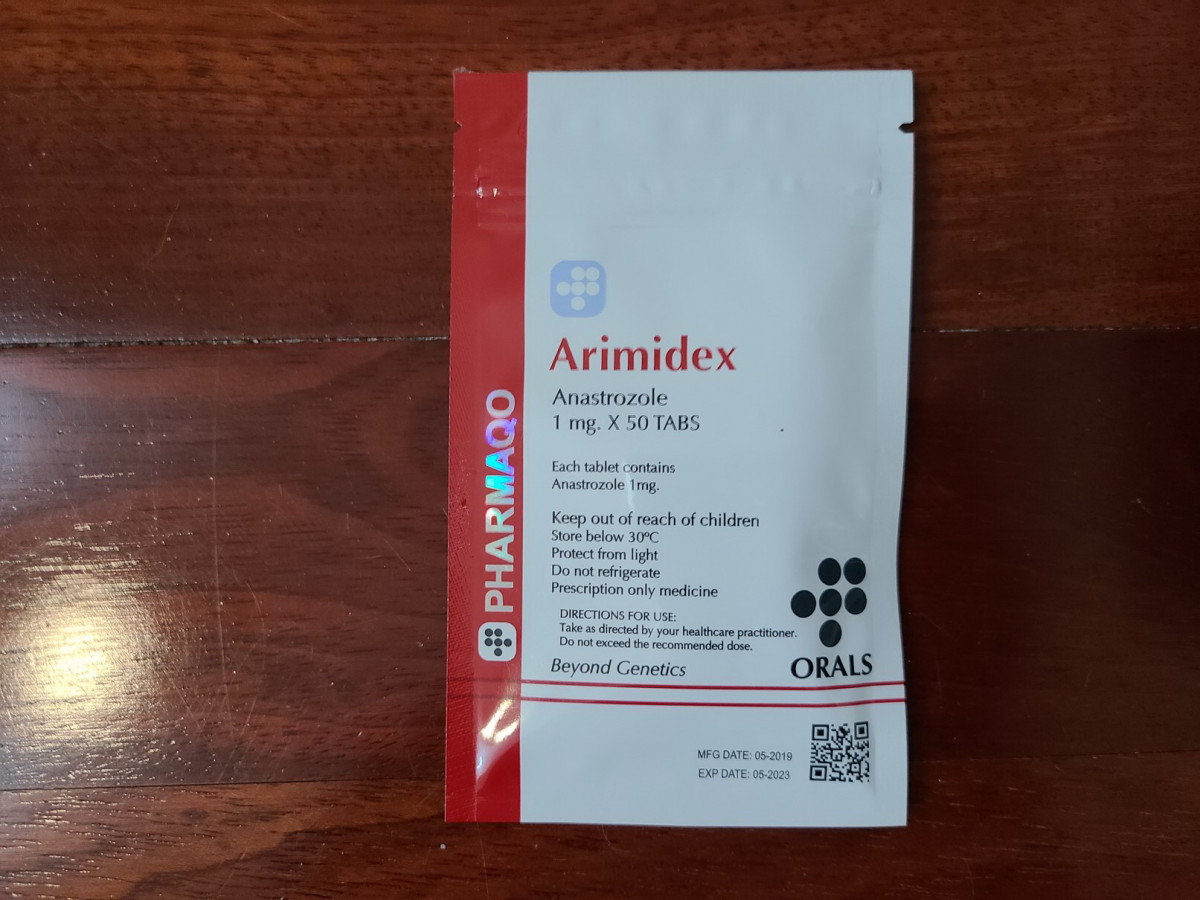 PHARMAQO
Arimidex
Anastrozole
1 mg. X 50 TABS
Each tablet contains
Anastrozole 1mg.
Keep out of reach of children
Store below 30ºC
Protect from light
Do not refrigerate
Prescription only medicine
DIRECTIONS FOR USE:
Take as directed by your healthcare practitioner.
Do not exceed the recommended dose.
Beyond Genetics
ORALS
MFG DATE: 05-2019
EXP DATE: 05-2023